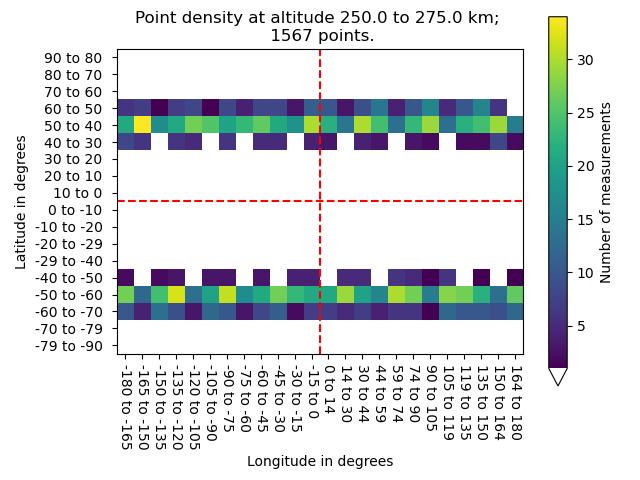 Point density at altitude 250.0 to 275.0 km;
1567 points.
90 to 80
80 to 70
70 to 60
60 to 50
50 to 40
40 to 30
30 to 20
20 to 10
10 to 0
0 to -10
-10 to -20
-20 to -29
-29 to -40
-40 to -50
-50 to -60
-60 to -70
-70 to -79
-79 to -90
Latitude in degrees
-180 to -165
-165 to -150
-150 to -135
-135 to -120
-120 to -105
-105 to -90
-90 to -75
-75 to -60
-60 to -45
-45 to -30
-30 to -15
-15 to 0
0 to 14
14 to 30
30 to 44
44 to 59
59 to 74
74 to 90
90 to 105
105 to 119
119 to 135
135 to 150
150 to 164
164 to 180
Longitude in degrees
30
25
20
15
10
5
Number of measurements